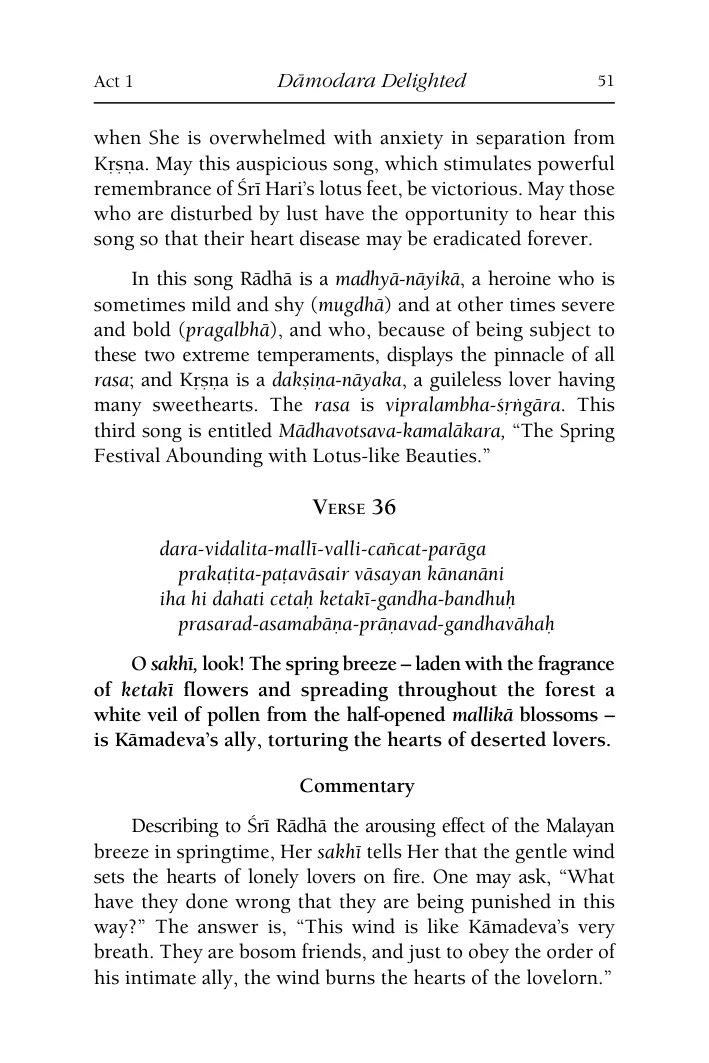 Act 1 Dāmodara Delighted 51
when She is overwhelmed with anxiety in separation from
Kṛṣṇa. May this auspicious song, which stimulates powerful
remembrance of Śrī Hari’s lotus feet, be victorious. May those
who are disturbed by lust have the opportunity to hear this
song so that their heart disease may be eradicated forever.
In this song Rādhā is a madhyā-nāyikā, a heroine who is
sometimes mild and shy (mugdhā) and at other times severe
and bold (pragalbhā), and who, because of being subject to
these two extreme temperaments, displays the pinnacle of all
rasa; and Kṛṣṇa is a dakṣiṇa-nāyaka, a guileless lover having
many sweethearts. The rasa is vipralambha-śṛṅgāra. This
third song is entitled Mādhavotsava-kamalākara, “The Spring
Festival Abounding with Lotus-like Beauties.”
Verse 36
dara-vidalita-mallī-valli-cañcat-parāga
prakaṭita-paṭavāsair vāsayan kānanāni
iha hi dahati cetaḥ ketakī-gandha-bandhuḥ
prasarad-asamabāṇa-prāṇavad-gandhavāhaḥ
O sakhī, look! The spring breeze – laden with the fragrance
of ketakī flowers and spreading throughout the forest a
white veil of pollen from the half-opened mallikā blossoms –
is Kāmadeva’s ally, torturing the hearts of deserted lovers.
Commentary
Describing to Śrī Rādhā the arousing effect of the Malayan
breeze in springtime, Her sakhī tells Her that the gentle wind
sets the hearts of lonely lovers on fire. One may ask, “What
have they done wrong that they are being punished in this
way?” The answer is, “This wind is like Kāmadeva’s very
breath. They are bosom friends, and just to obey the order of
his intimate ally, the wind burns the hearts of the lovelorn.”